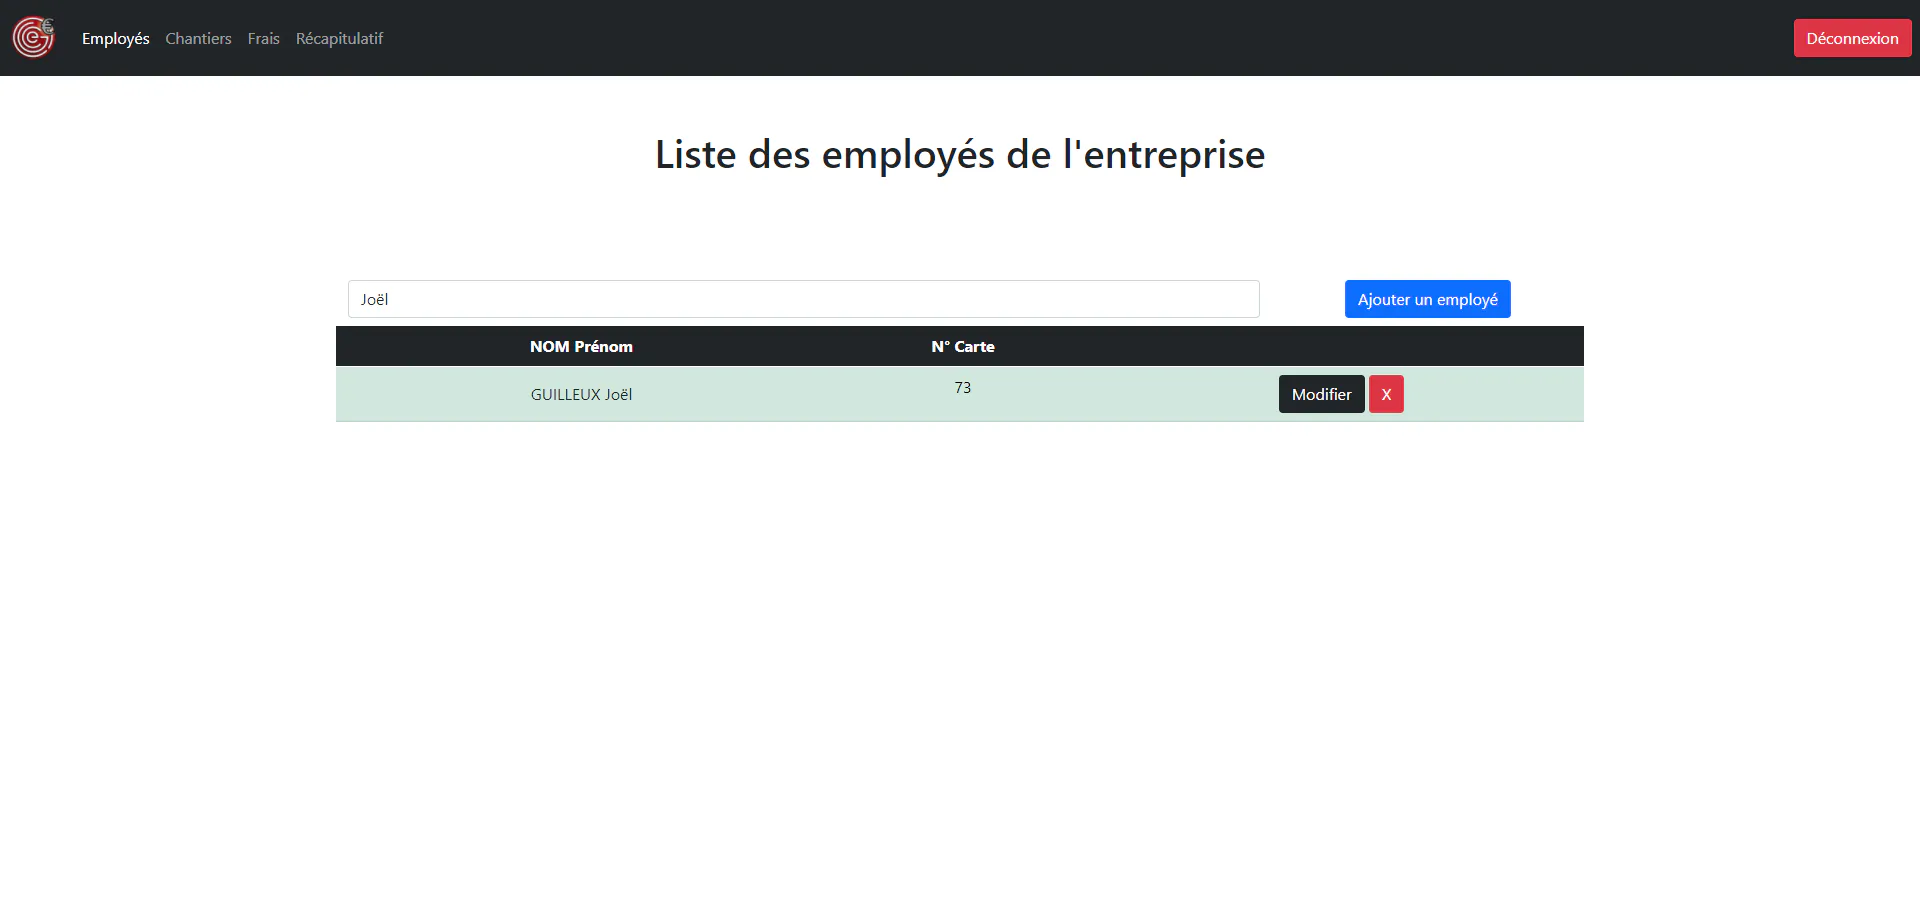 Employés Chantiers Frais Récapitulatif Déconnexion
Liste des employés de l'entreprise
Joël Ajouter un employé
NOM Prénom N° Carte
GUILLEUX Joël 73 Modifier X